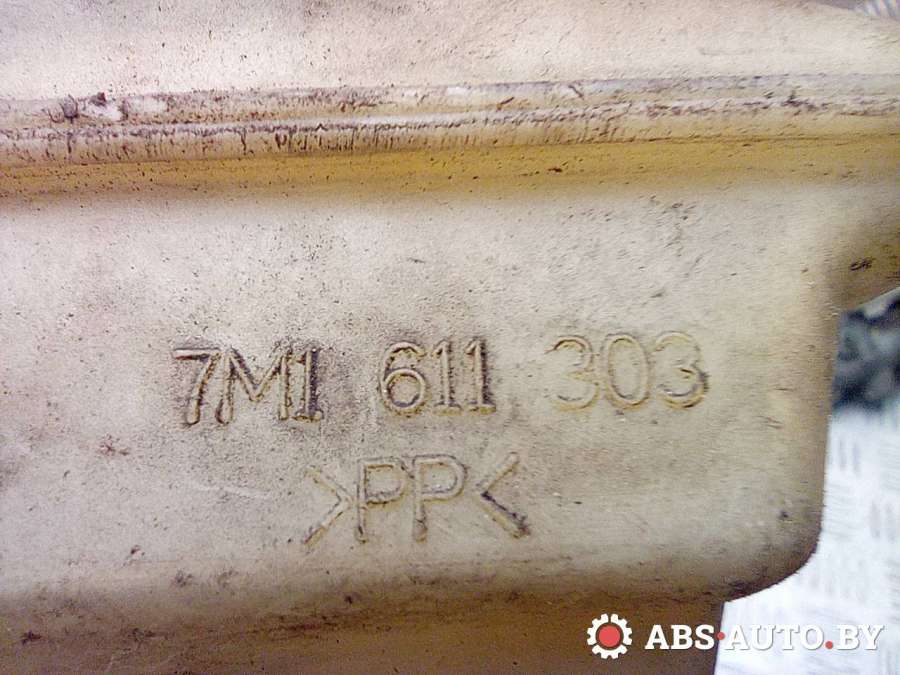 7M1 611 303
>PP<
ABS-AUTO.BY